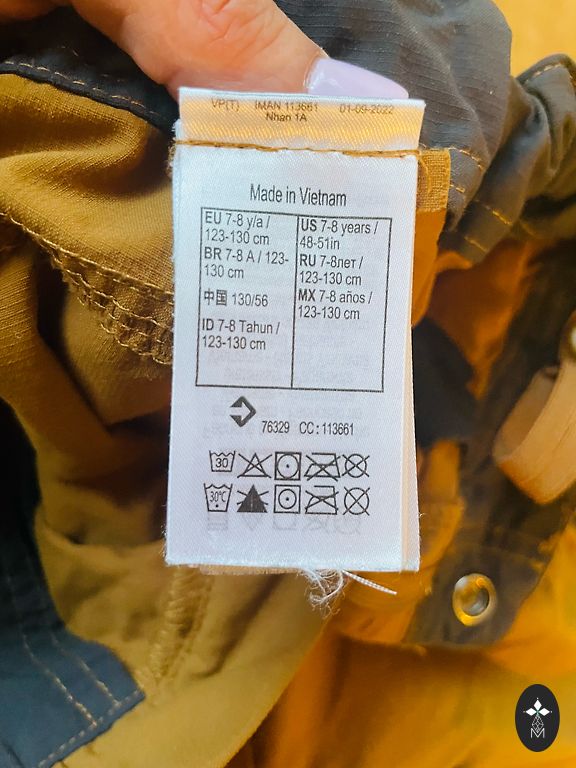 VP(T) IMAN 113661 01-09-2022
Nhan 1A
Made in Vietnam
EU 7-8 y/a /
123-130 cm
BR 7-8 A / 123-
130 cm
中国 130/56
ID 7-8 Tahun /
123-130 cm
US 7-8 years /
48-51in
RU 7-8лет /
123-130 cm
MX 7-8 años /
123-130 cm
76329 CC:113661
30
30°C